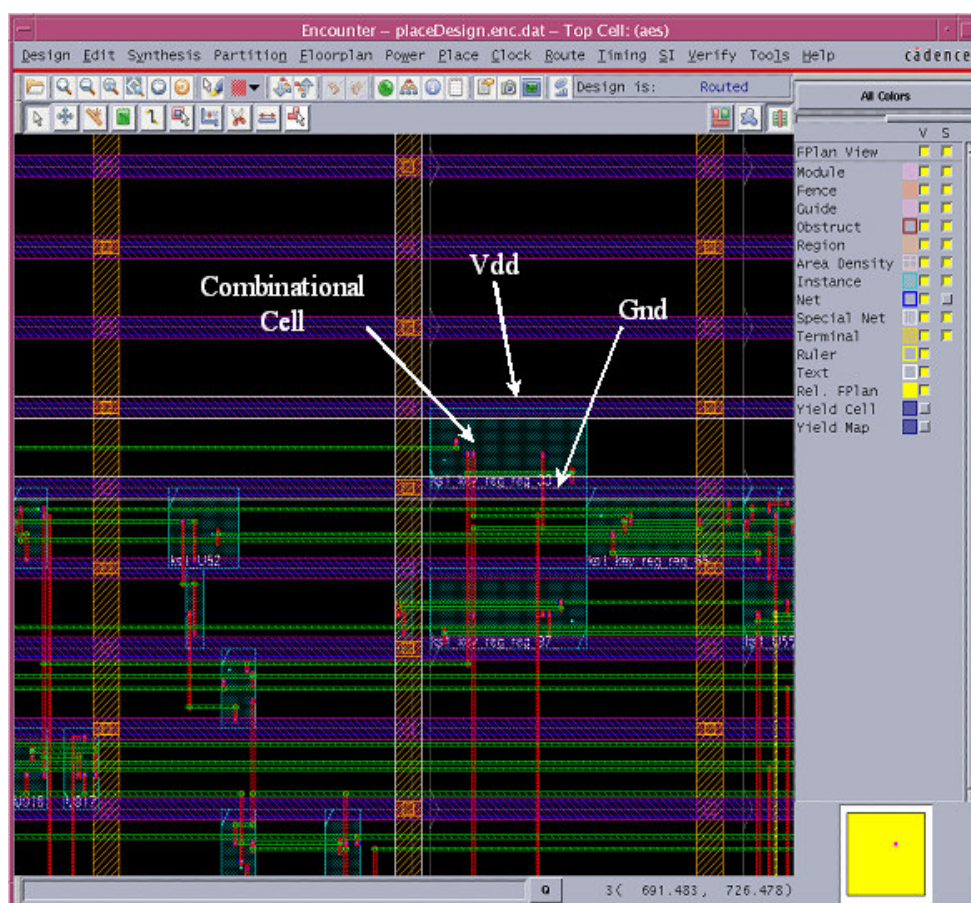 Encounter – placeDesign.enc.dat – Top Cell: (aes)
Design Edit Synthesis Partition Floorplan Power Place Clock Route Timing SI Verify Tools Help cādence
Design is: Routed
All Colors
V S
FPlan View
Module
Fence
Guide
Obstruct
Region
Area Density
Instance
Net
Special Net
Terminal
Ruler
Text
Rel. FPlan
Yield Cell
Yield Map
Vdd
Combinational
Cell
Gnd
Q
3( 691.483, 726.478)